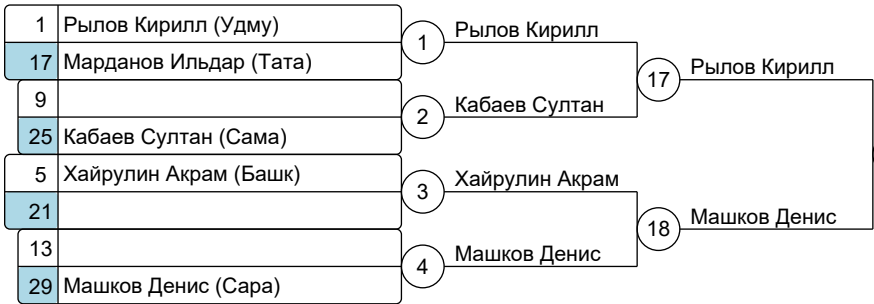 1 Рылов Кирилл (Удму)
17 Марданов Ильдар (Тата)
1 Рылов Кирилл
9
25 Кабаев Султан (Сама)
2 Кабаев Султан
17 Рылов Кирилл
5 Хайрулин Акрам (Башк)
21
3 Хайрулин Акрам
13
29 Машков Денис (Сара)
4 Машков Денис
18 Машков Денис